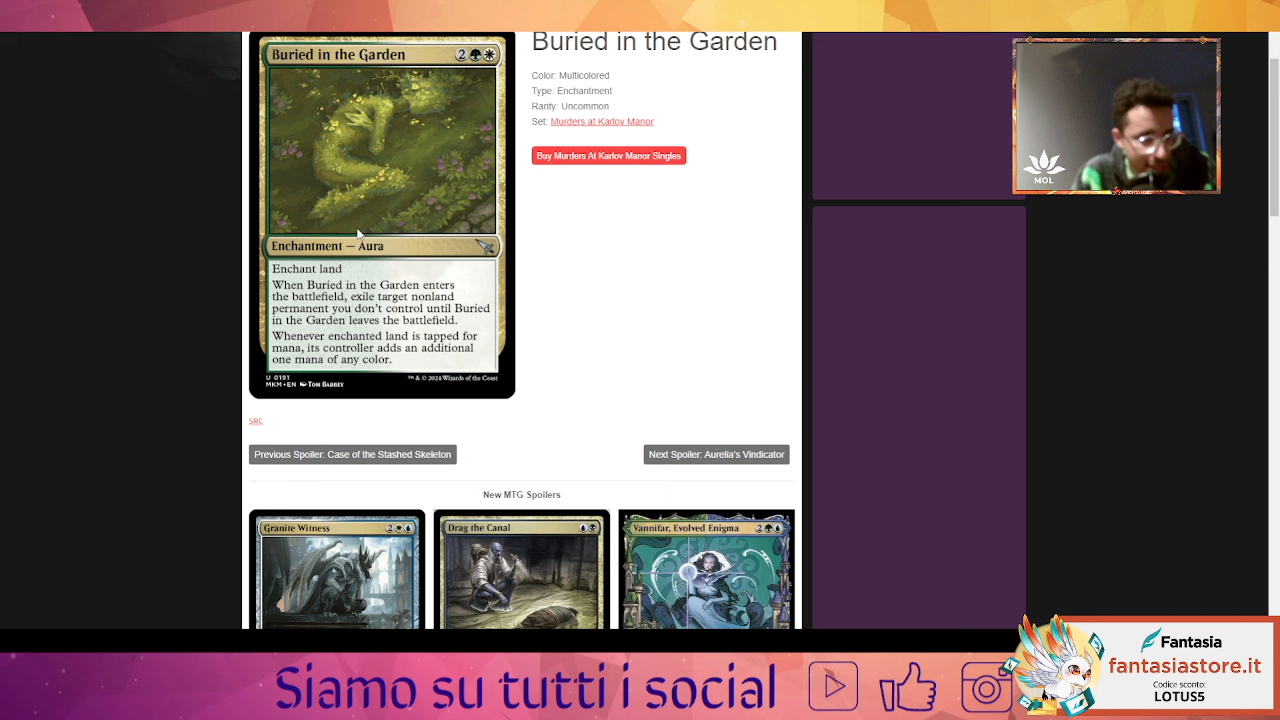 Buried in the Garden
2
Enchantment — Aura
Enchant land
When Buried in the Garden enters
the battlefield, exile target nonland
permanent you don't control until Buried
in the Garden leaves the battlefield.
Whenever enchanted land is tapped for
mana, its controller adds an additional
one mana of any color.
U 0191
MKM • EN Tom Babbey
™ & © 2024 Wizards of the Coast
Buried in the Garden
Color: Multicolored
Type: Enchantment
Rarity: Uncommon
Set: Murders at Karlov Manor
Buy Murders At Karlov Manor Singles
MOL
SRC
Previous Spoiler: Case of the Stashed Skeleton
Next Spoiler: Aurelia's Vindicator
New MTG Spoilers
Granite Witness 2
Drag the Canal
Vannifar, Evolved Enigma 2
Siamo su tutti i social
Fantasia
fantasiastore.it
Codice sconto:
LOTUS5